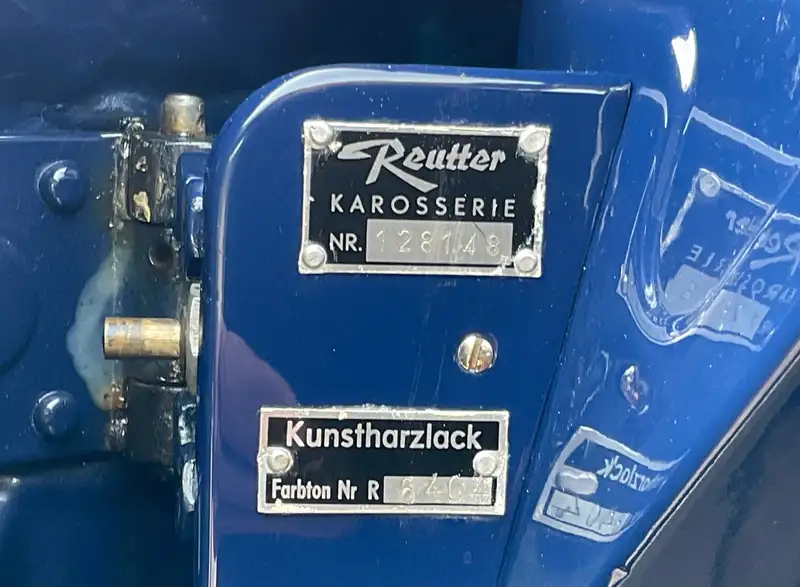 Reutter
KAROSSERIE
NR. 128148
Kunstharzlack
Farbton Nr R 6404